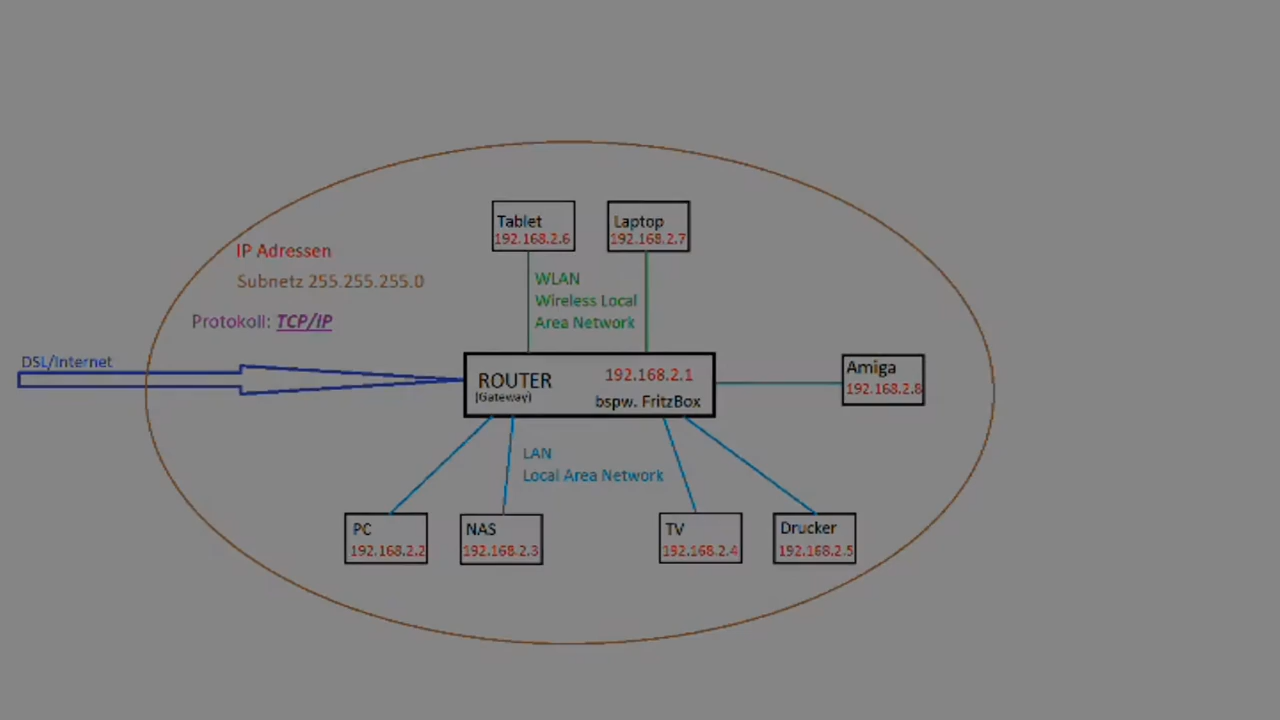 Tablet
192.168.2.6
Laptop
192.168.2.7
IP Adressen
Subnetz 255.255.255.0
Protokoll: TCP/IP
WLAN
Wireless Local
Area Network
DSL/Internet
ROUTER
(Gateway)
192.168.2.1
bspw. FritzBox
Amiga
192.168.2.8
LAN
Local Area Network
PC
192.168.2.2
NAS
192.168.2.3
TV
192.168.2.4
Drucker
192.168.2.5